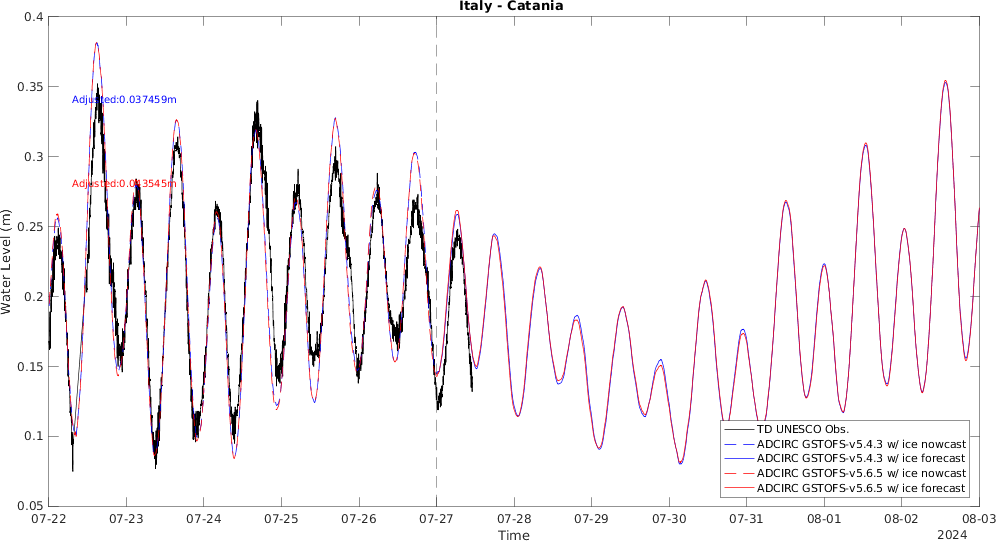 Italy - Catania
0.4
0.35
0.3
0.25
0.2
0.15
0.1
0.05
Water Level (m)
Adjusted:0.037459m
Adjusted:0.043545m
TD UNESCO Obs.
ADCIRC GSTOFS-v5.4.3 w/ ice nowcast
ADCIRC GSTOFS-v5.4.3 w/ ice forecast
ADCIRC GSTOFS-v5.6.5 w/ ice nowcast
ADCIRC GSTOFS-v5.6.5 w/ ice forecast
07-22 07-23 07-24 07-25 07-26 07-27 07-28 07-29 07-30 07-31 08-01 08-02 08-03
Time
2024